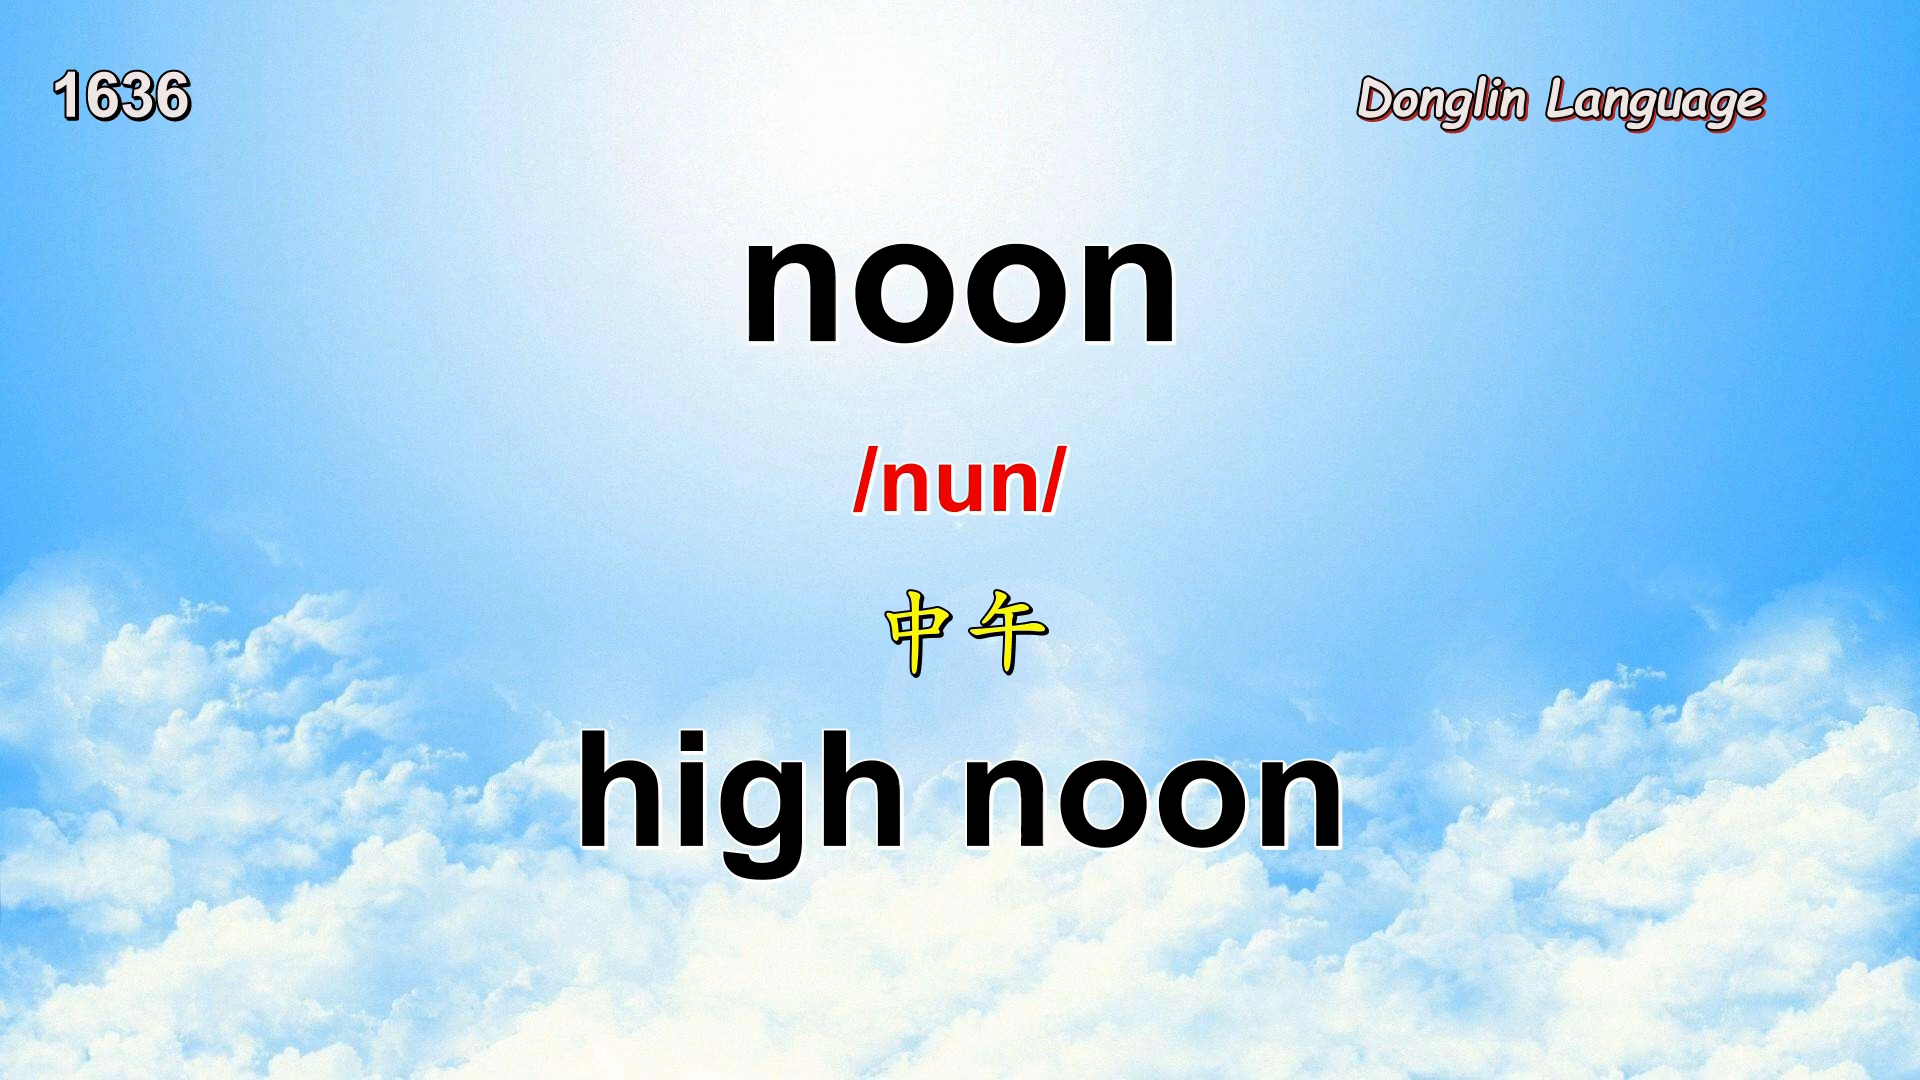 1636
Donglin Language
noon
/nun/
中午
high noon